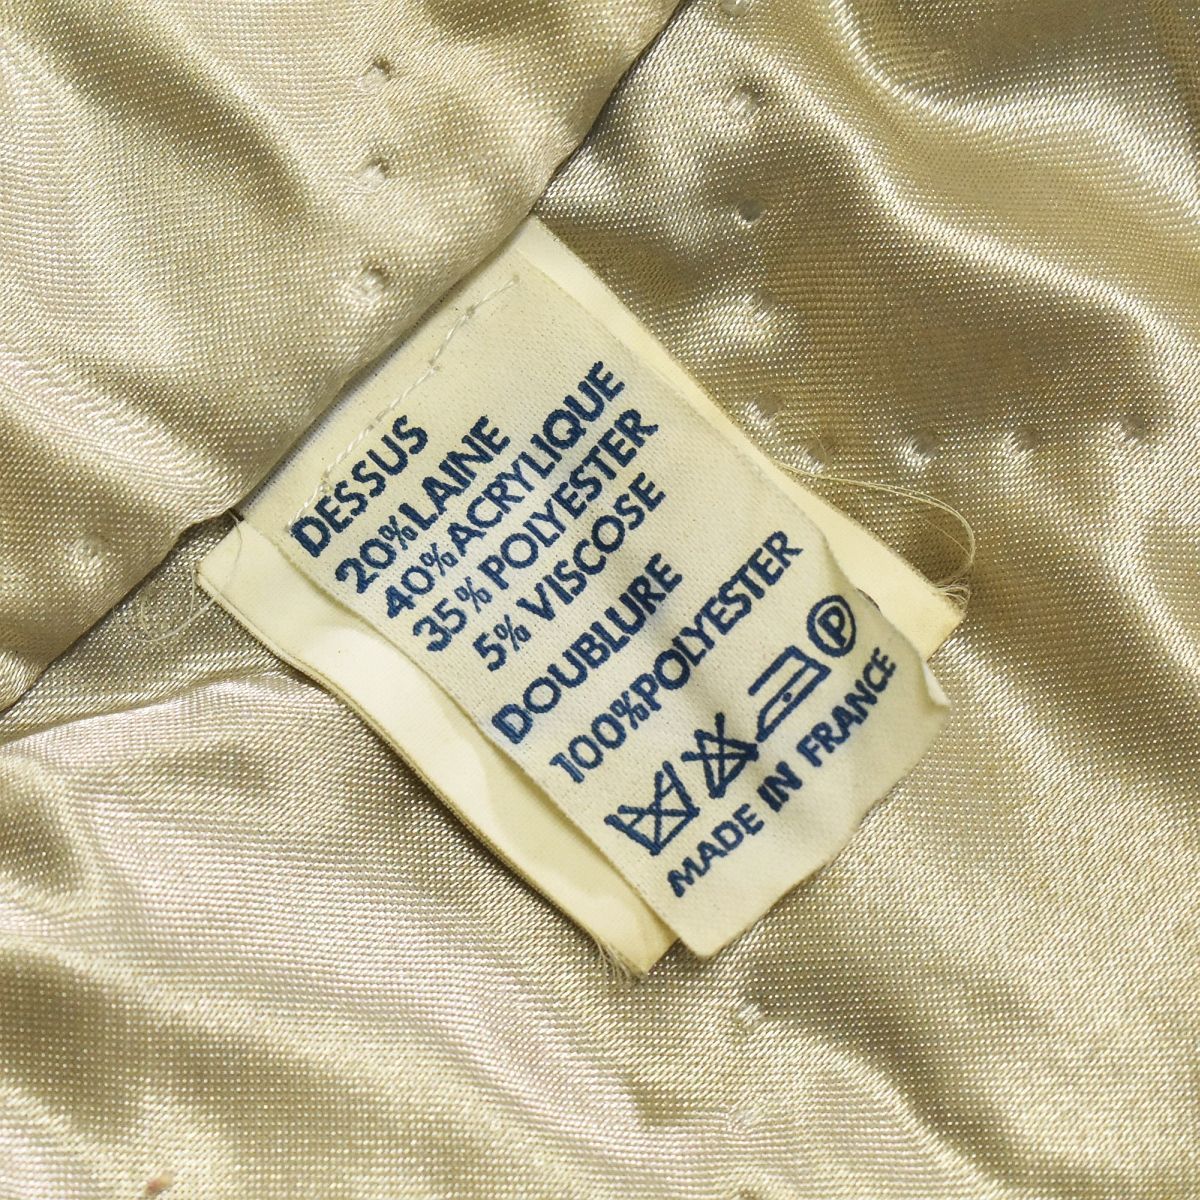 DESSUS
20%LAINE
40%ACRYLIQUE
35%POLYESTER
5%VISCOSE
DOUBLURE
100%POLYESTER
P
MADE IN FRANCE